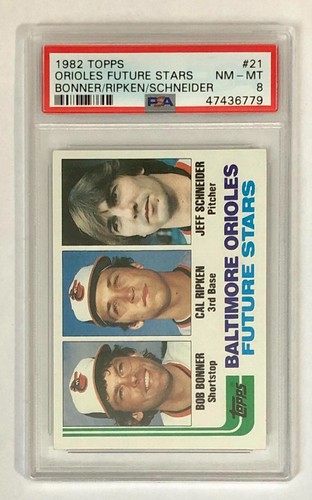 1982 TOPPS #21
ORIOLES FUTURE STARS NM - MT
BONNER/RIPKEN/SCHNEIDER 8
PSA 47436779
BOB BONNER
Shortstop
CAL RIPKEN
3rd Base
JEFF SCHNEIDER
Pitcher
BALTIMORE ORIOLES
FUTURE STARS
Topps